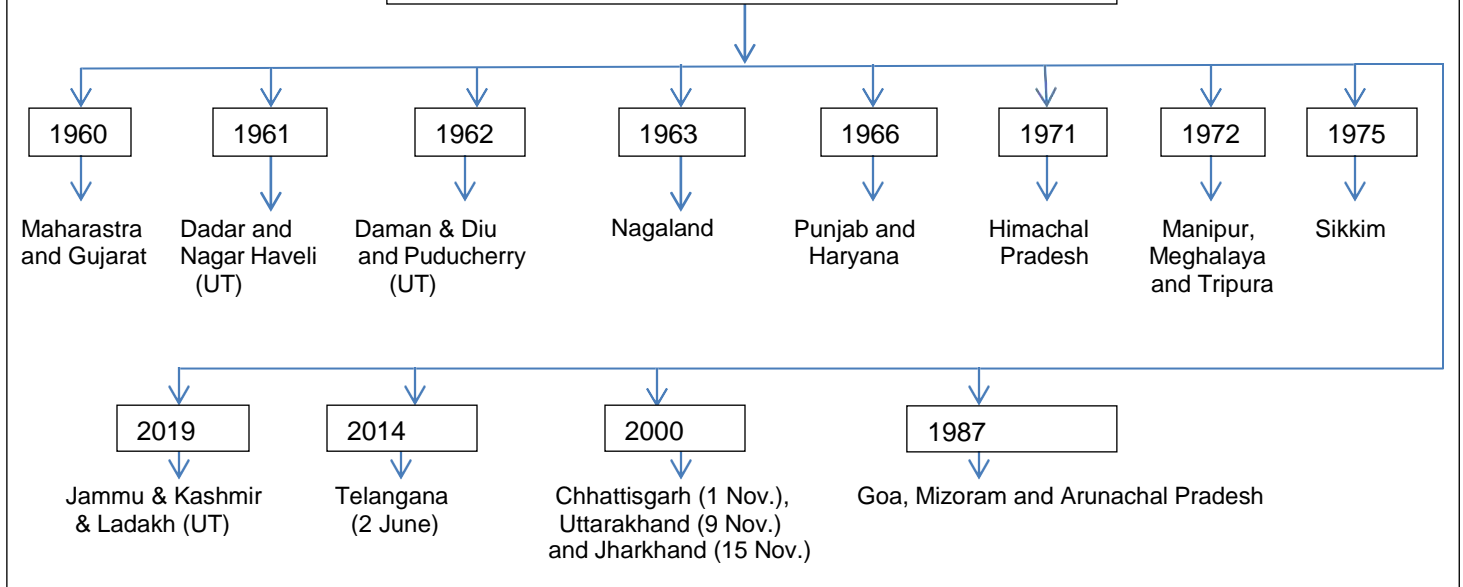 1960
1961
1962
1963
1966
1971
1972
1975
Maharastra
and Gujarat
Dadar and
Nagar Haveli
(UT)
Daman & Diu
and Puducherry
(UT)
Nagaland
Punjab and
Haryana
Himachal
Pradesh
Manipur,
Meghalaya
and Tripura
Sikkim
2019
2014
2000
1987
Jammu & Kashmir
& Ladakh (UT)
Telangana
(2 June)
Chhattisgarh (1 Nov.),
Uttarakhand (9 Nov.)
and Jharkhand (15 Nov.)
Goa, Mizoram and Arunachal Pradesh